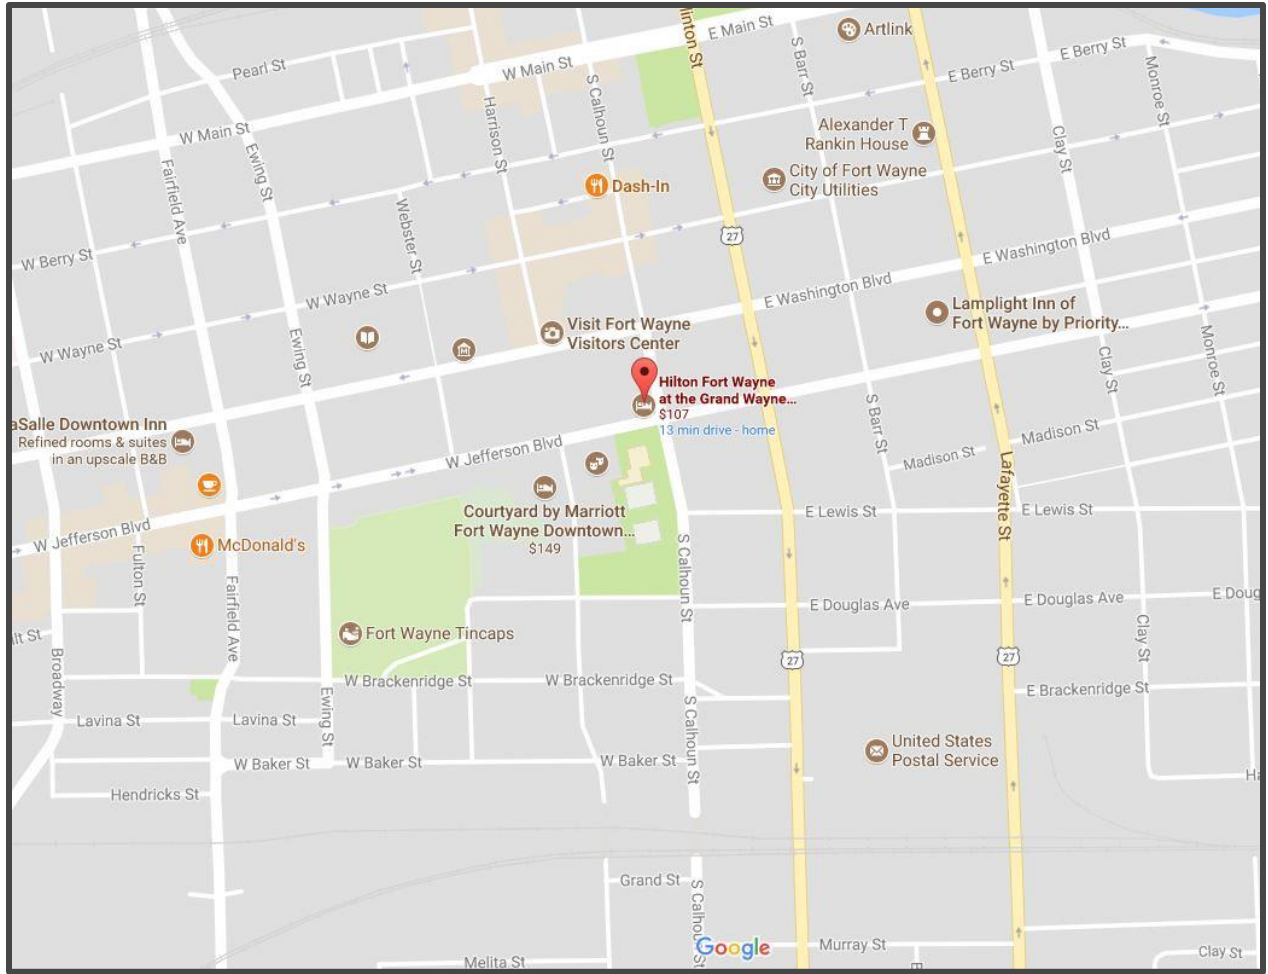 linton St
E Main St
Artlink
E Berry St
S Barr St
E Berry St
Pearl St
W Main St
S Calhoun St
Monroe St
Harrison St
Alexander T
Rankin House
Clay St
W Main St
Ewing St
Fairfield Ave
City of Fort Wayne
City Utilities
Dash-In
Webster St
27
E Washington Blvd
W Berry St
E Washington Blvd
W Wayne St
Lamplight Inn of
Fort Wayne by Priority...
Visit Fort Wayne
Visitors Center
W Wayne St
Ewing St
Clay St
Monroe St
Hilton Fort Wayne
at the Grand Wayne...
$107
13 min drive - home
aSalle Downtown Inn
Refined rooms & suites
in an upscale B&B
S Barr St
Madison St
W Jefferson Blvd
Madison St
Lafayette St
Courtyard by Marriott
Fort Wayne Downtown...
$149
E Lewis St
E Lewis St
W Jefferson Blvd
McDonald's
Fulton St
S Calhoun St
Fairfield Ave
E Douglas Ave
E Douglas Ave
E Doug
lt St
Fort Wayne Tincaps
Clay St
Broadway
27
27
W Brackenridge St
W Brackenridge St
E Brackenridge St
Ewing St
Lavina St
Lavina St
S Calhoun St
United States
Postal Service
W Baker St
W Baker St
W Baker St
Ha
Hendricks St
Grand St
S Calhou
Google
Murray St
Clay St
Melita St
E